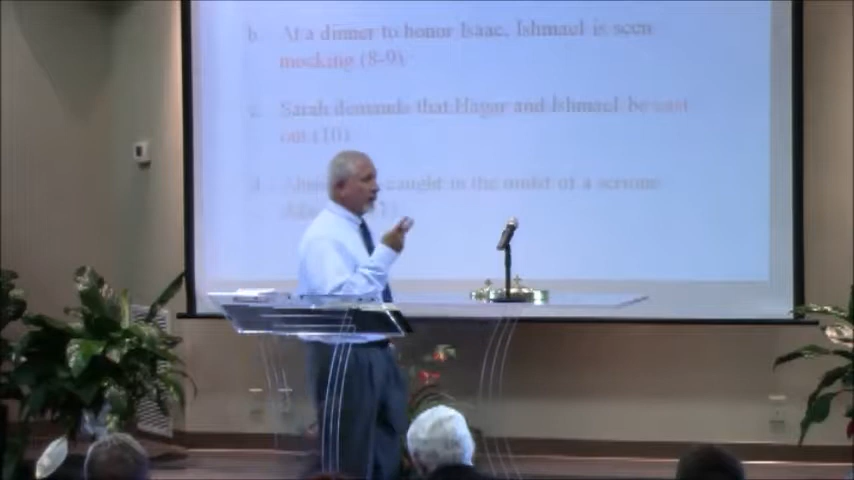 b. At a dinner to honor Isaac, Ishmael is seen
mocking (8-9)
c. Sarah demands that Hagar and Ishmael be cast
out (10)
caught in the midst of a serious